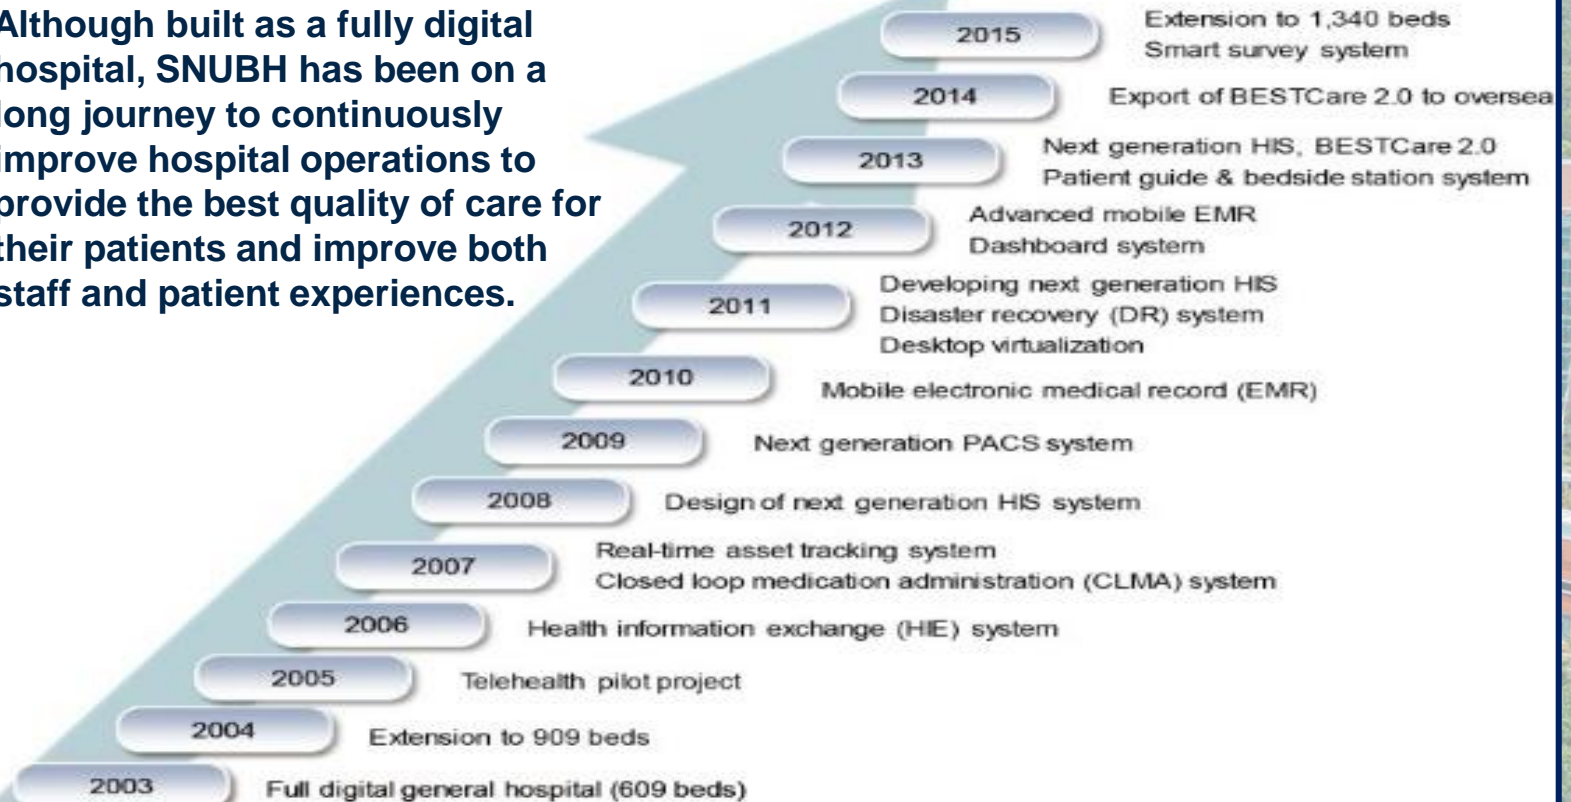 Although built as a fully digital
hospital, SNUBH has been on a
long journey to continuously
improve hospital operations to
provide the best quality of care for
their patients and improve both
staff and patient experiences.
2015
Extension to 1,340 beds
Smart survey system
2014
Export of BESTCare 2.0 to oversea
2013
Next generation HIS, BESTCare 2.0
Patient guide & bedside station system
2012
Advanced mobile EMR
Dashboard system
2011
Developing next generation HIS
Disaster recovery (DR) system
Desktop virtualization
2010
Mobile electronic medical record (EMR)
2009
Next generation PACS system
2008
Design of next generation HIS system
2007
Real-time asset tracking system
Closed loop medication administration (CLMA) system
2006
Health information exchange (HIE) system
2005
Telehealth pilot project
2004
Extension to 909 beds
2003
Full digital general hospital (609 beds)